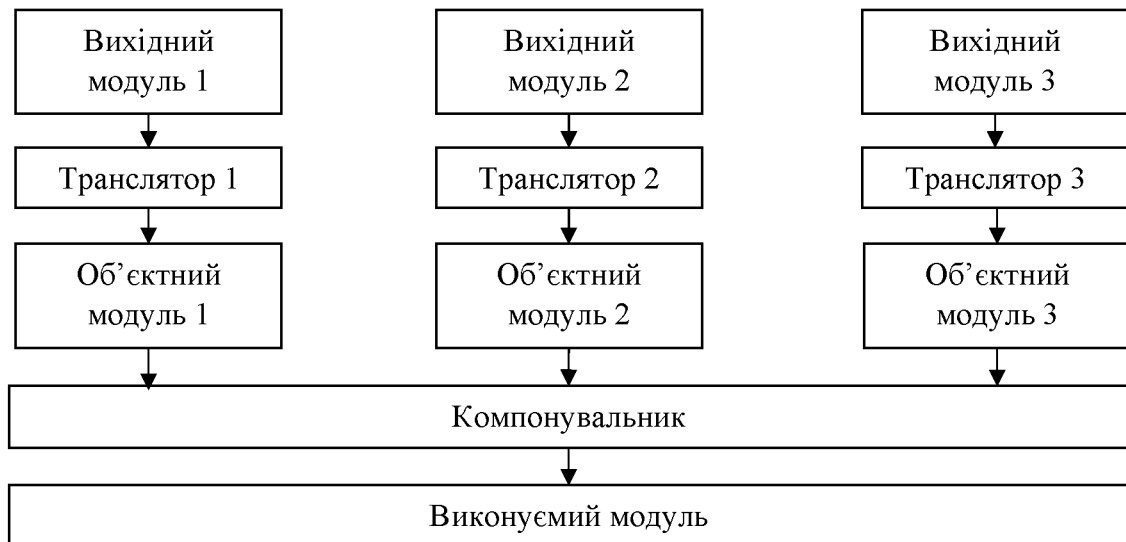 Вихідний
модуль 1
Вихідний
модуль 2
Вихідний
модуль 3
Транслятор 1
Транслятор 2
Транслятор 3
Об’єктний
модуль 1
Об’єктний
модуль 2
Об’єктний
модуль 3
Компонувальник
Виконуємий модуль